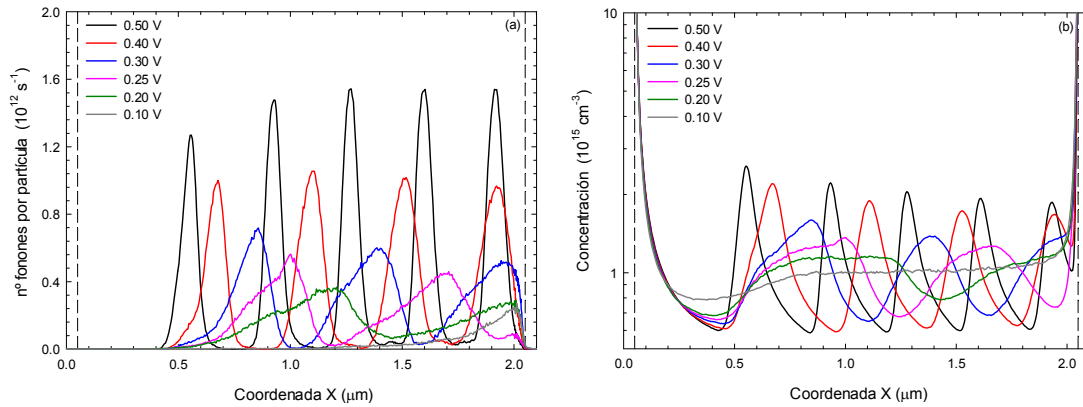 (a)
0.50 V
0.40 V
0.30 V
0.25 V
0.20 V
0.10 V
nº fonones por partícula (10¹² s⁻¹)
2.0
1.6
1.2
0.8
0.4
0.0
0.0 0.5 1.0 1.5 2.0
Coordenada X (μm)
(b)
0.50 V
0.40 V
0.30 V
0.25 V
0.20 V
0.10 V
Concentración (10¹⁵ cm⁻³)
10
1
0.0 0.5 1.0 1.5 2.0
Coordenada X (μm)